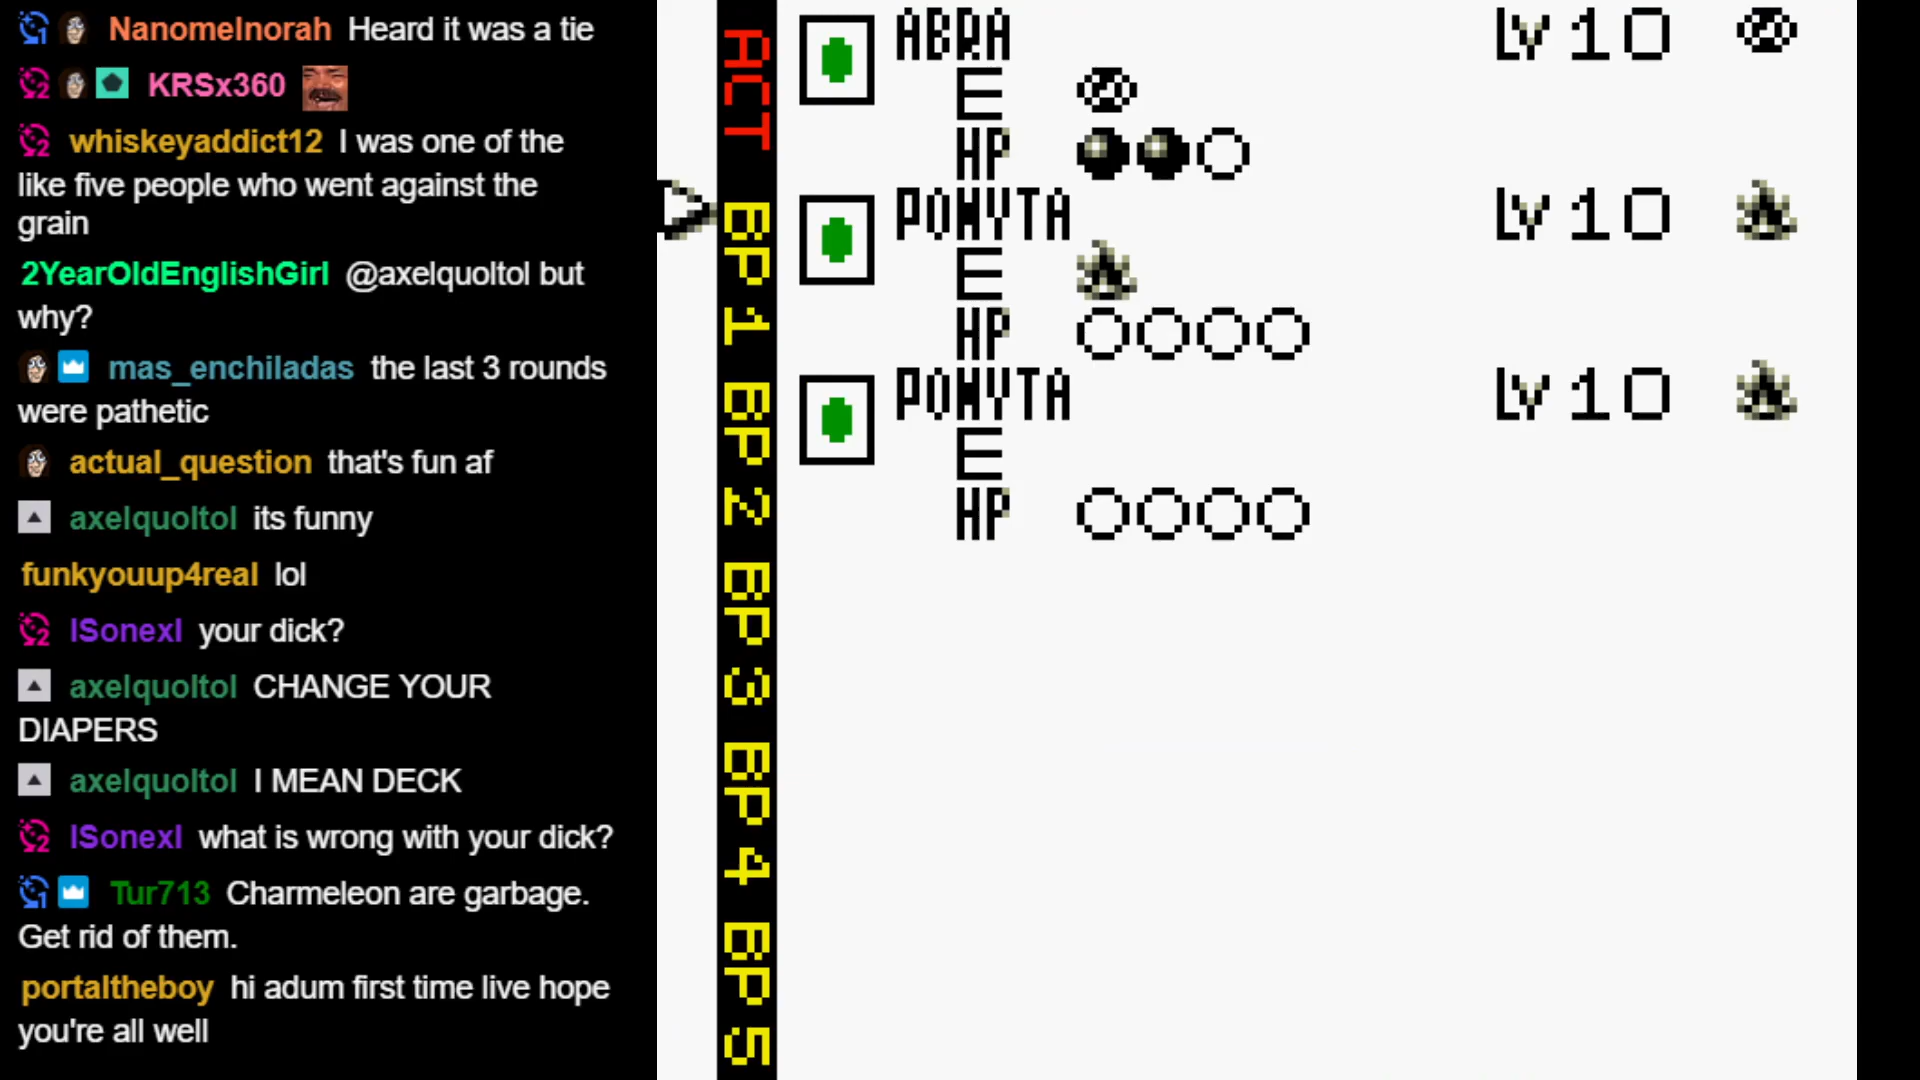 NanomeInorah Heard it was a tie
KRSx360
whiskeyaddict12 I was one of the
like five people who went against the
grain
2YearOldEnglishGirl @axelquoltol but
why?
mas_enchiladas the last 3 rounds
were pathetic
actual_question that's fun af
axelquoltol its funny
funkyouup4real lol
ISonexI your dick?
axelquoltol CHANGE YOUR
DIAPERS
axelquoltol I MEAN DECK
ISonexI what is wrong with your dick?
Tur713 Charmeleon are garbage.
Get rid of them.
portaltheboy hi adum first time live hope
you're all well
ACT BP 1 BP 2 BP 3 BP 4 BP 5
ABRA Lv 10
E
HP
PONYTA Lv 10
E
HP
PONYTA Lv 10
E
HP